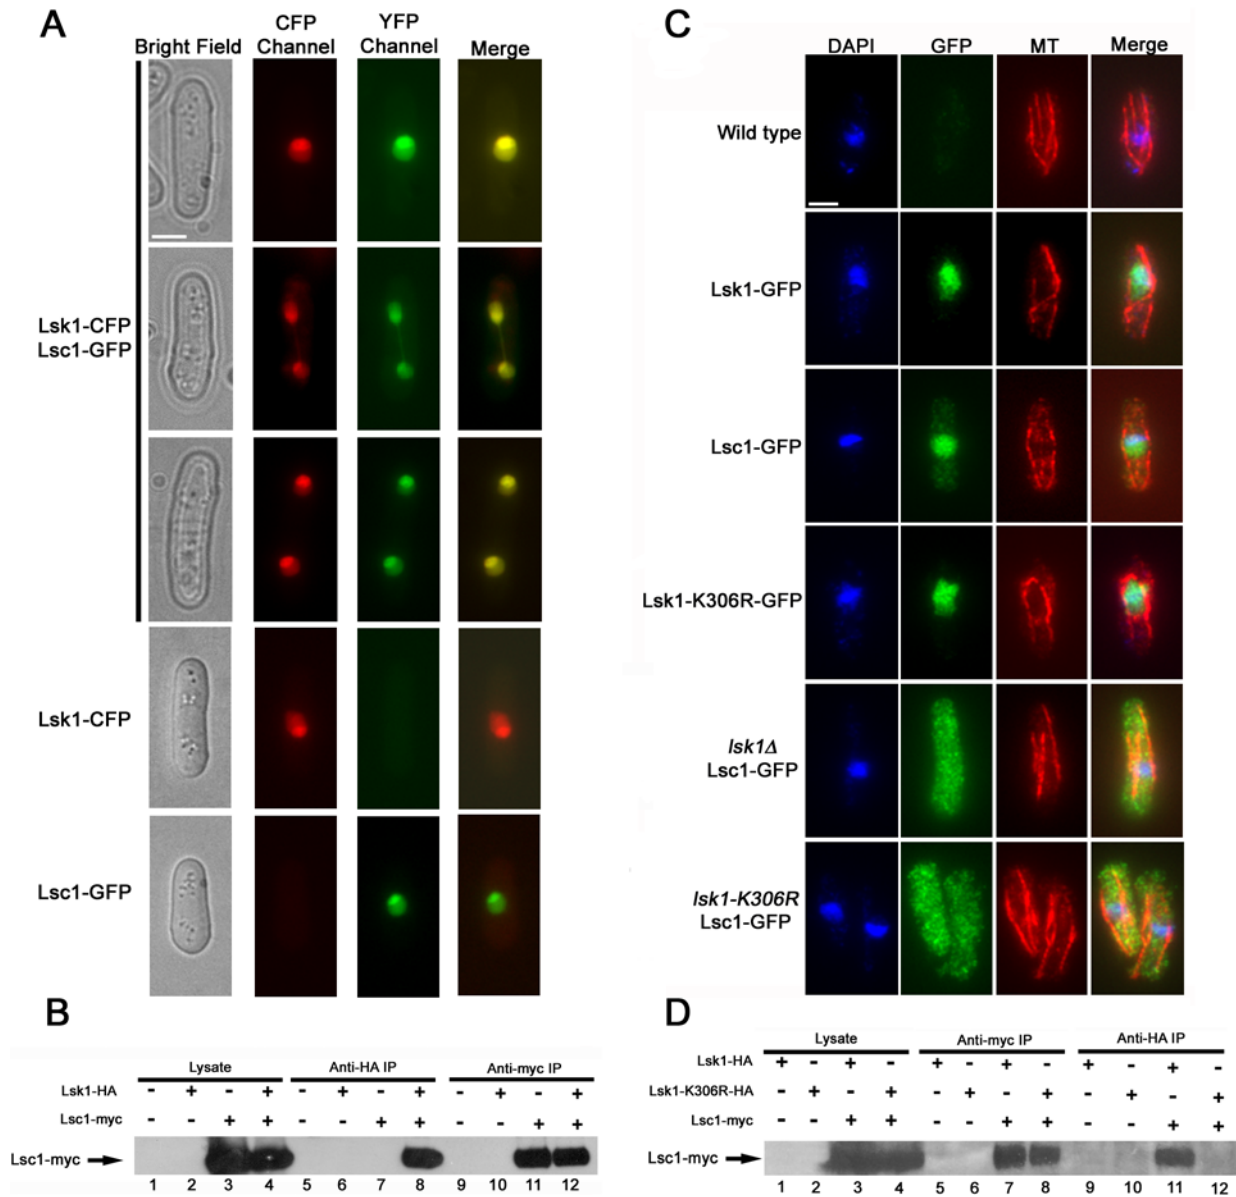 A
CFP Channel
YFP Channel
Bright Field
Merge
Lsk1-CFP
Lsc1-GFP
Lsk1-CFP
Lsc1-GFP
B
Lysate
Anti-HA IP
Anti-myc IP
Lsk1-HA - + - + - + - + - + - +
Lsc1-myc - - + + - - + + - - + +
Lsc1-myc
1 2 3 4 5 6 7 8 9 10 11 12
C
DAPI GFP MT Merge
Wild type
Lsk1-GFP
Lsc1-GFP
Lsk1-K306R-GFP
lsk1Δ
Lsc1-GFP
lsk1-K306R
Lsc1-GFP
D
Lysate
Anti-myc IP
Anti-HA IP
Lsk1-HA + - + - + - + - + - + -
Lsk1-K306R-HA - + - + - + - + - + - +
Lsc1-myc - - + + - - + + - - + +
Lsc1-myc
1 2 3 4 5 6 7 8 9 10 11 12